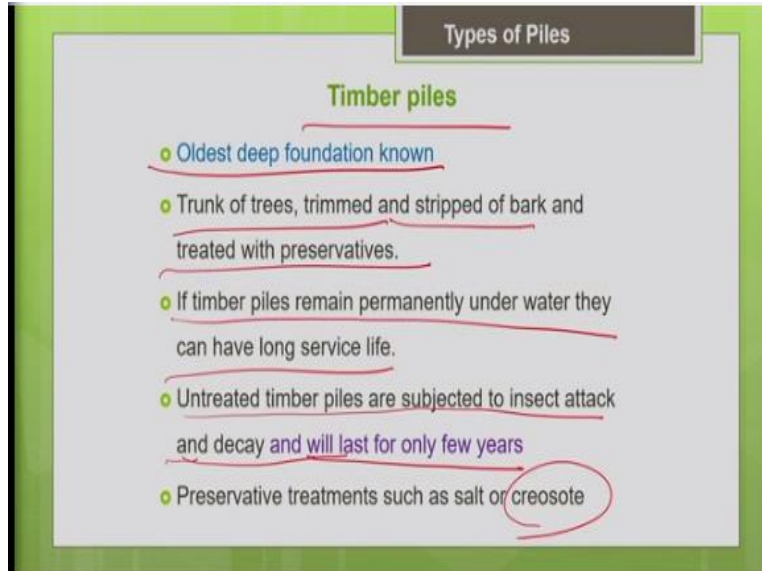 Types of Piles
Timber piles
Oldest deep foundation known
Trunk of trees, trimmed and stripped of bark and
treated with preservatives.
If timber piles remain permanently under water they
can have long service life.
Untreated timber piles are subjected to insect attack
and decay and will last for only few years
Preservative treatments such as salt or creosote